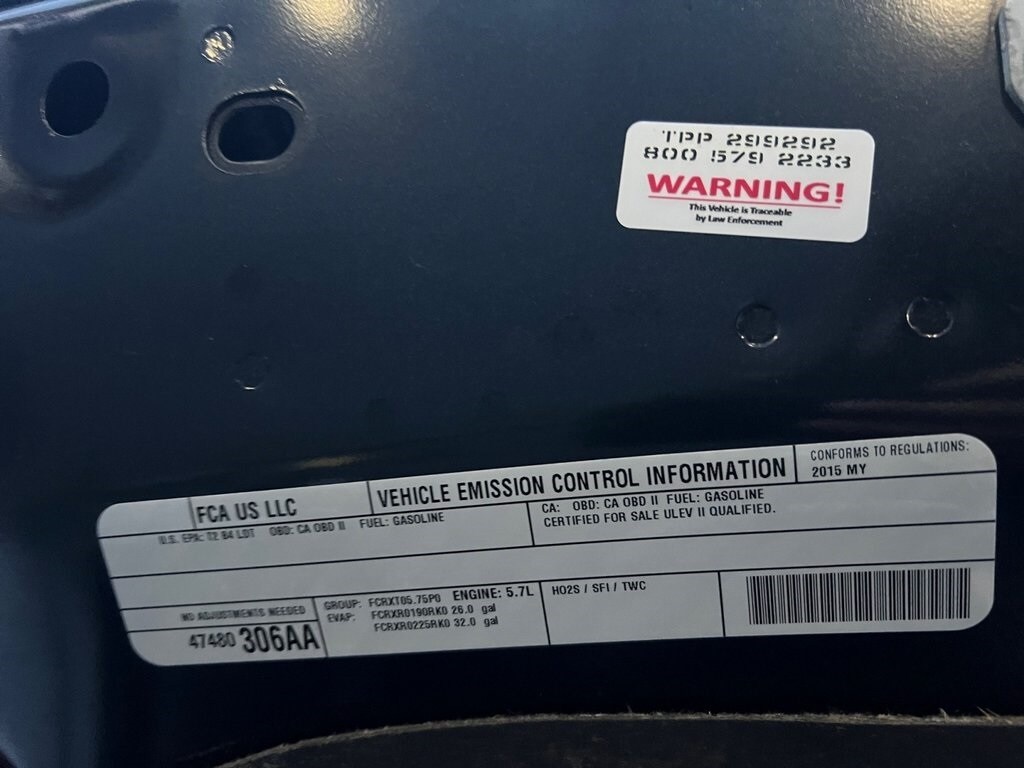 TPP 299292
800 579 2233
WARNING!
This Vehicle is Traceable
by Law Enforcement
FCA US LLC
VEHICLE EMISSION CONTROL INFORMATION
CONFORMS TO REGULATIONS:
2015 MY
U.S. EPA: T2 B4 LDT OBD: CA OBD II FUEL: GASOLINE
CA: OBD: CA OBD II FUEL: GASOLINE
CERTIFIED FOR SALE ULEV II QUALIFIED.
NO ADJUSTMENTS NEEDED
47480 306AA
GROUP: FCRXT05.75P0 ENGINE: 5.7L
EVAP: FCRXR0190RK0 26.0 gal
FCRXR0225RK0 32.0 gal
HO2S / SFI / TWC